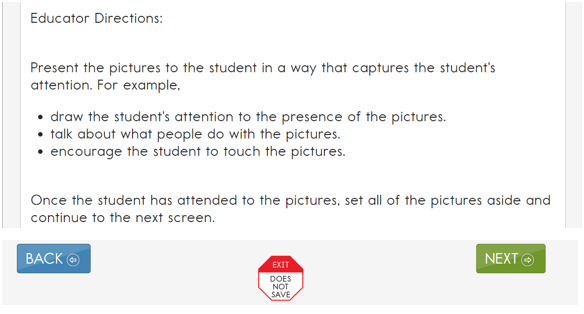 Educator Directions:
Present the pictures to the student in a way that captures the student's
attention. For example,
• draw the student's attention to the presence of the pictures.
• talk about what people do with the pictures.
• encourage the student to touch the pictures.
Once the student has attended to the pictures, set all of the pictures aside and
continue to the next screen.
BACK
EXIT
DOES
NOT
SAVE
NEXT